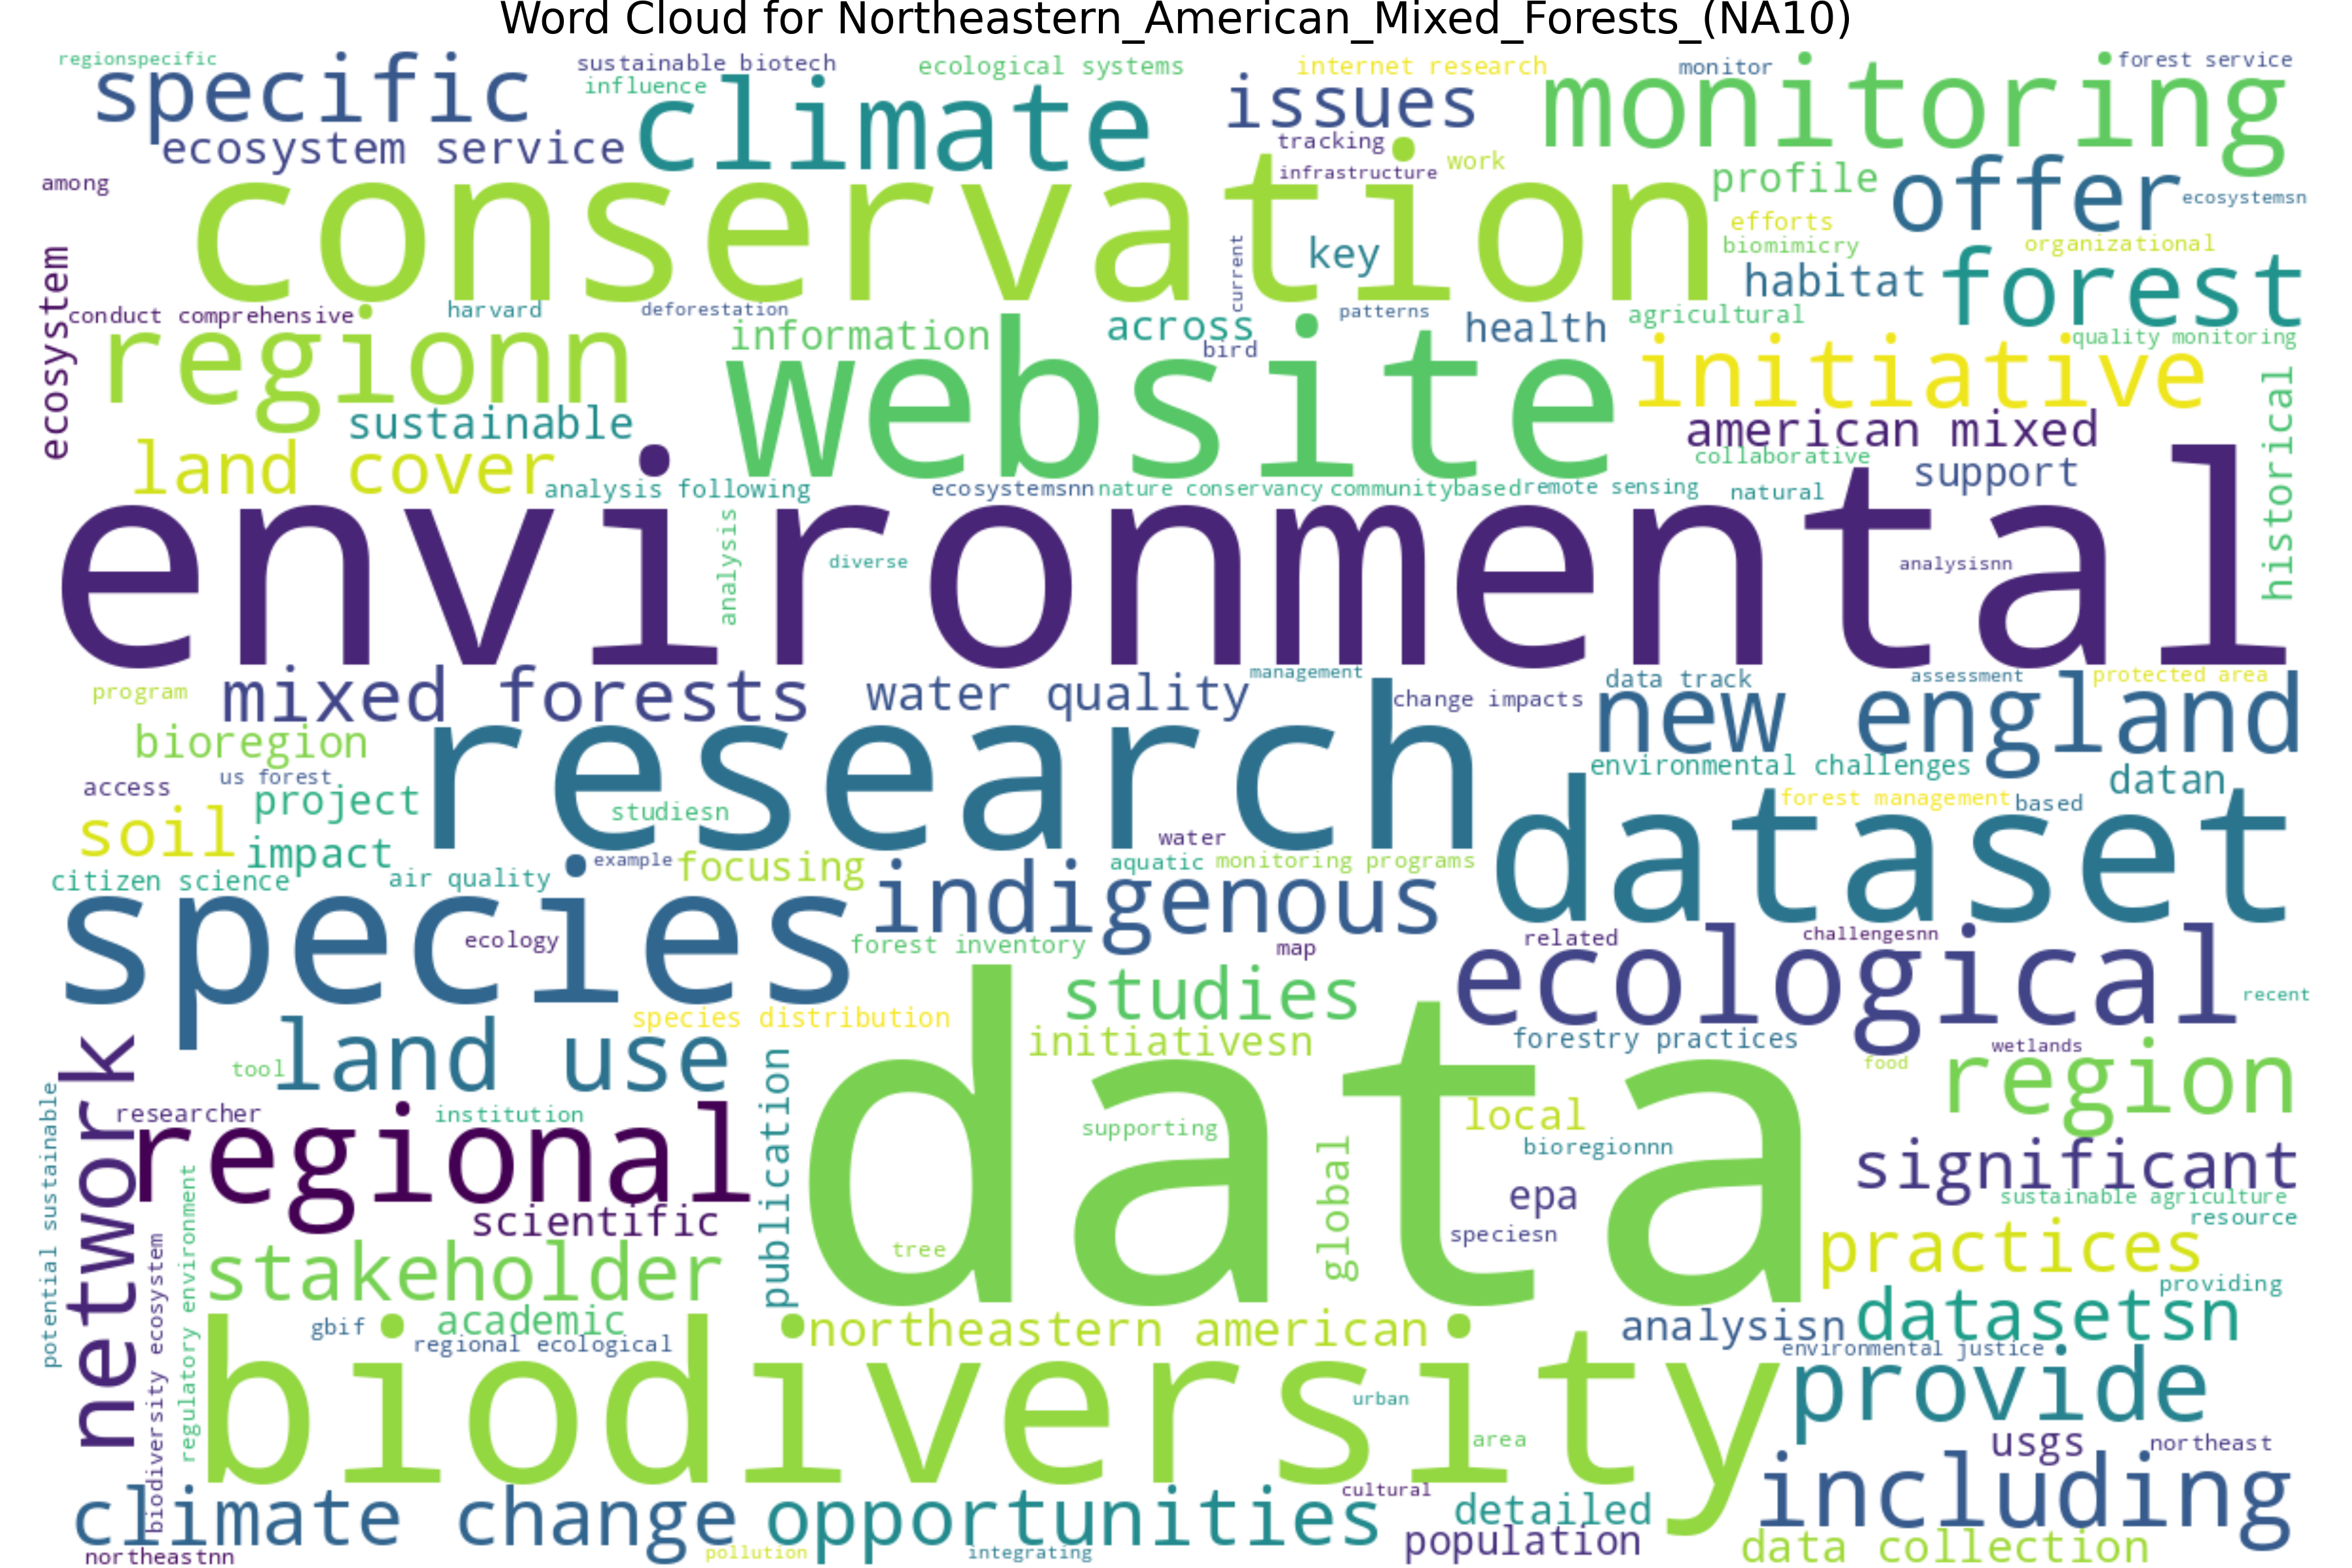 Word Cloud for Northeastern_American_Mixed_Forests_(NA10)
regionspecific
specific
sustainable biotech
influence
ecological systems
internet research
monitor
forest service
climate
issues
monitoring
ecosystem service
tracking
infrastructure
work
among
conservation
profile
offer
ecosystemsn
efforts
biomimicry
organizational
ecosystem
current
key
habitat
forest
conduct comprehensive
harvard
deforestation
patterns
agricultural
regionn
information
across
bird
health
quality monitoring
website
initiative
historical
sustainable
american mixed
land cover
collaborative
support
analysis following
ecosystemsnn
nature conservancy
communitybased
remote sensing
natural
environmental
analysis
diverse
analysisnn
program
mixed forests
water quality
management
change impacts
data track
assessment
protected area
new england
bioregion
research
environmental challenges
access
us forest
datan
project
studiesn
forest management
based
soil
impact
water
dataset
example
focusing
aquatic
monitoring programs
citizen science
air quality
species
indigenous
ecology
forest inventory
map
related
challengesnn
ecological
studies
recent
species distribution
initiativesn
forestry practices
wetlands
network
land use
tool
food
region
potential sustainable
researcher
institution
publication
data
supporting
local
regional
global
bioregionnn
significant
regulatory environment
scientific
epa
sustainable agriculture
resource
biodiversity ecosystem
stakeholder
tree
speciesn
practices
providing
gbif
academic
northeastern american
analysisn
datasetsn
regional ecological
environmental justice
biodiversity
urban
provide
area
usgs
northeast
including
climate change
opportunities
cultural
detailed
population
data collection
northeastnn
pollution
integrating